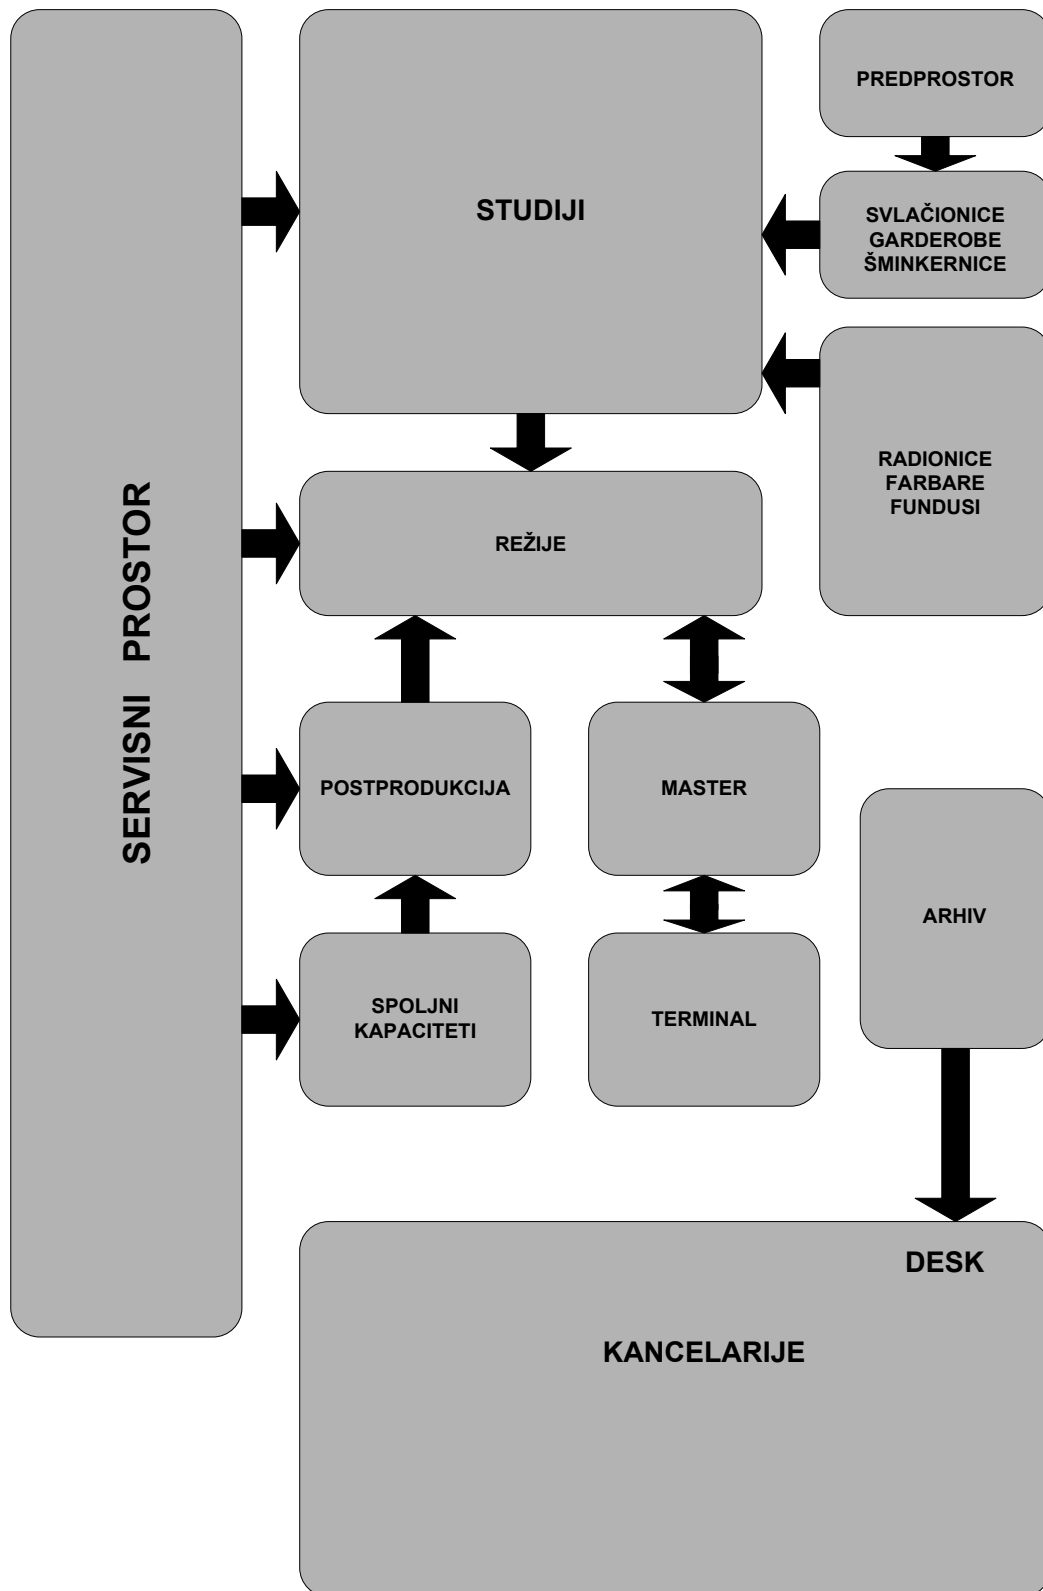 SERVISNI PROSTOR
STUDIJI
PREDPROSTOR
SVLAČIONICE
GARDEROBE
ŠMINKERNICE
RADIONICE
FARBARE
FUNDUSI
REŽIJE
POSTPRODUKCIJA
MASTER
ARHIV
SPOLJNI
KAPACITETI
TERMINAL
DESK
KANCELARIJE